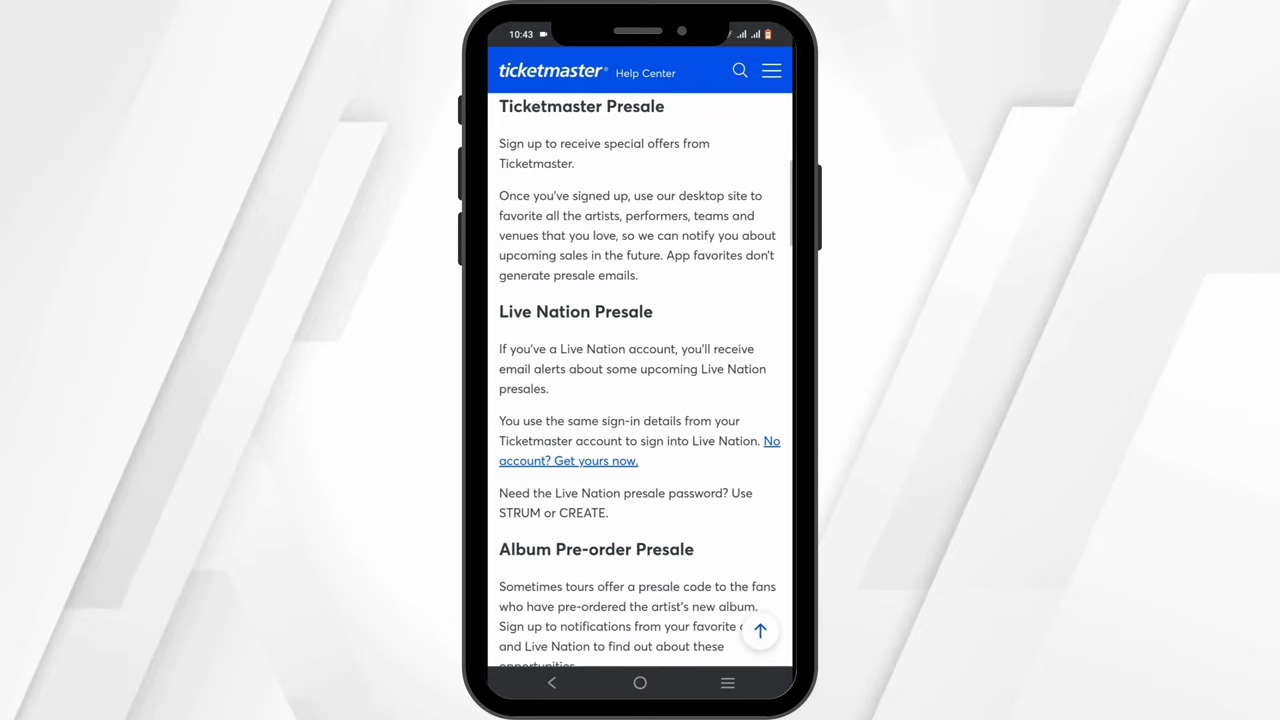 10:43
ticketmaster® Help Center
Ticketmaster Presale
Sign up to receive special offers from
Ticketmaster.
Once you've signed up, use our desktop site to
favorite all the artists, performers, teams and
venues that you love, so we can notify you about
upcoming sales in the future. App favorites don't
generate presale emails.
Live Nation Presale
If you've a Live Nation account, you'll receive
email alerts about some upcoming Live Nation
presales.
You use the same sign-in details from your
Ticketmaster account to sign into Live Nation. No
account? Get yours now.
Need the Live Nation presale password? Use
STRUM or CREATE.
Album Pre-order Presale
Sometimes tours offer a presale code to the fans
who have pre-ordered the artist's new album.
Sign up to notifications from your favorite
and Live Nation to find out about these
opportunities.